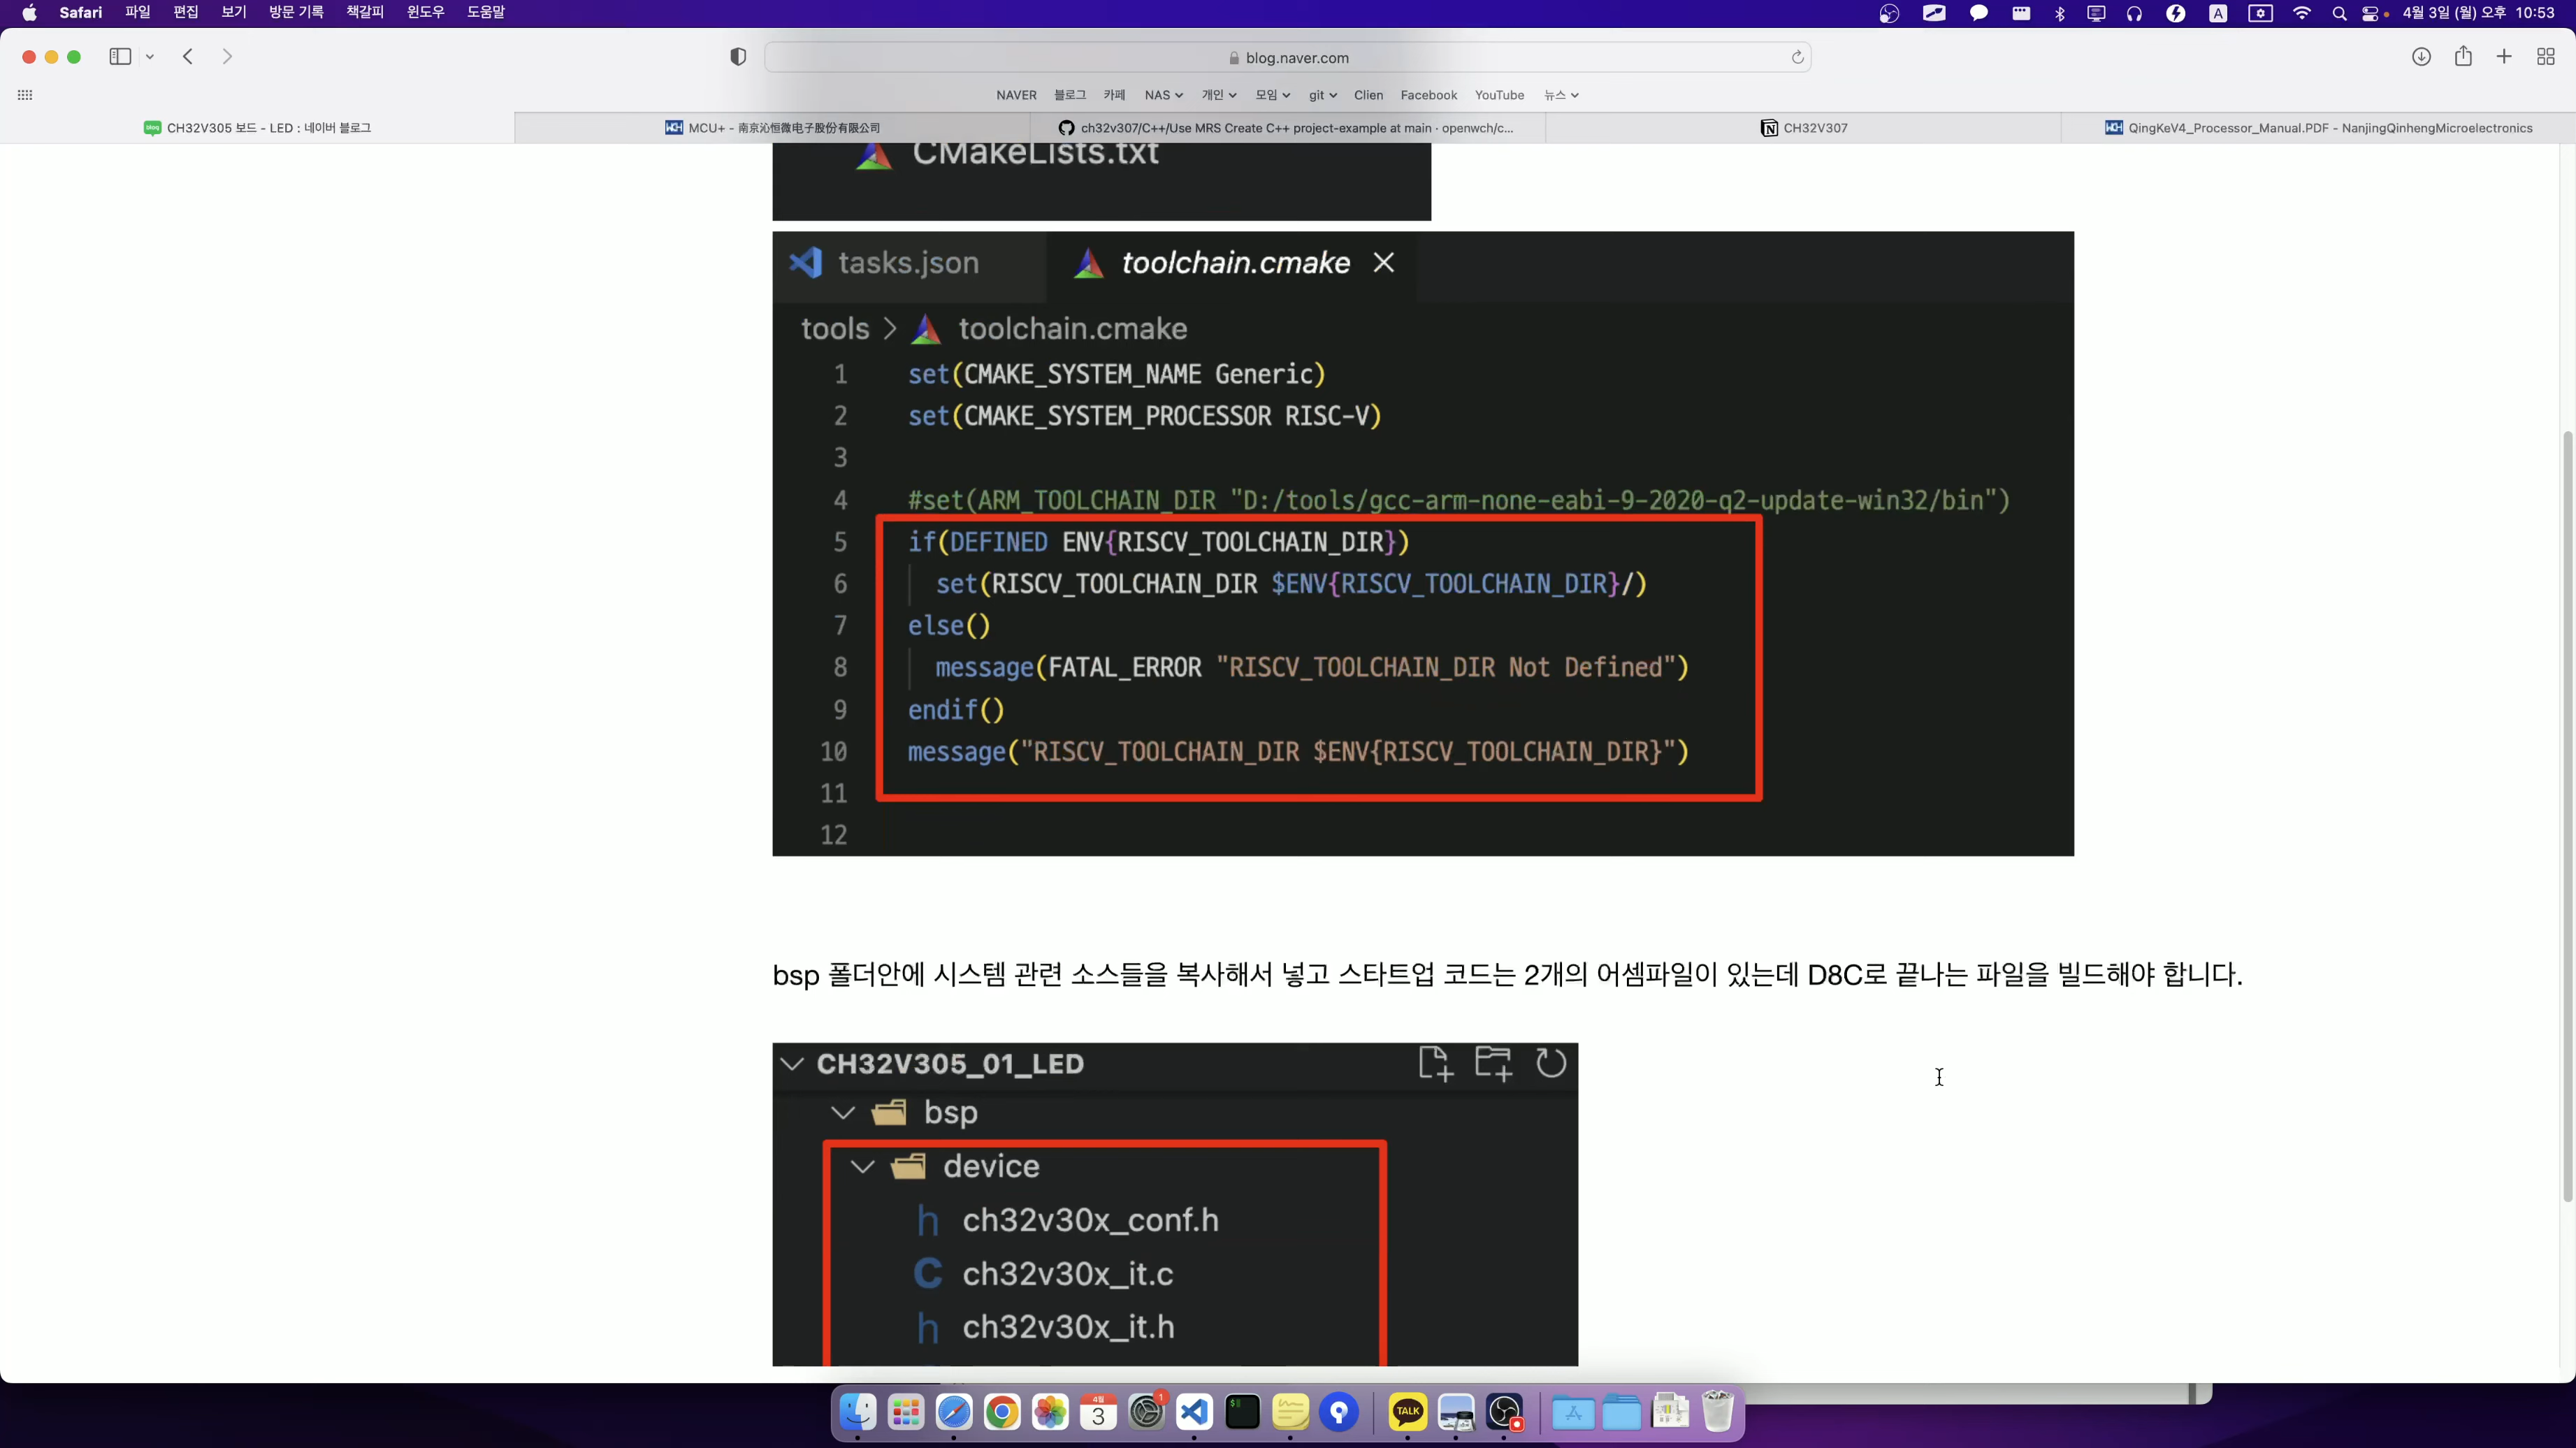 Safari 파일 편집 보기 방문 기록 책갈피 윈도우 도움말
A 4월 3일 (월) 오후 10:53
blog.naver.com
NAVER 블로그 카페 NAS 개인 모임 git Clien Facebook YouTube 뉴스
blog CH32V305 보드 - LED : 네이버 블로그
WCH MCU+ - 南京沁恒微电子股份有限公司
ch32v307/C++/Use MRS Create C++ project-example at main · openwch/c...
CH32V307
WCH QingKeV4_Processor_Manual.PDF - NanjingQinhengMicroelectronics
CMakeLists.txt
tasks.json toolchain.cmake
tools > toolchain.cmake
1 set(CMAKE_SYSTEM_NAME Generic)
2 set(CMAKE_SYSTEM_PROCESSOR RISC-V)
3
4 #set(ARM_TOOLCHAIN_DIR "D:/tools/gcc-arm-none-eabi-9-2020-q2-update-win32/bin")
5 if(DEFINED ENV{RISCV_TOOLCHAIN_DIR})
6 set(RISCV_TOOLCHAIN_DIR $ENV{RISCV_TOOLCHAIN_DIR}/)
7 else()
8 message(FATAL_ERROR "RISCV_TOOLCHAIN_DIR Not Defined")
9 endif()
10 message("RISCV_TOOLCHAIN_DIR $ENV{RISCV_TOOLCHAIN_DIR}")
11
12
bsp 폴더안에 시스템 관련 소스들을 복사해서 넣고 스타트업 코드는 2개의 어셈파일이 있는데 D8C로 끝나는 파일을 빌드해야 합니다.
CH32V305_01_LED
bsp
device
h ch32v30x_conf.h
C ch32v30x_it.c
h ch32v30x_it.h
4월
3
1
$
TALK